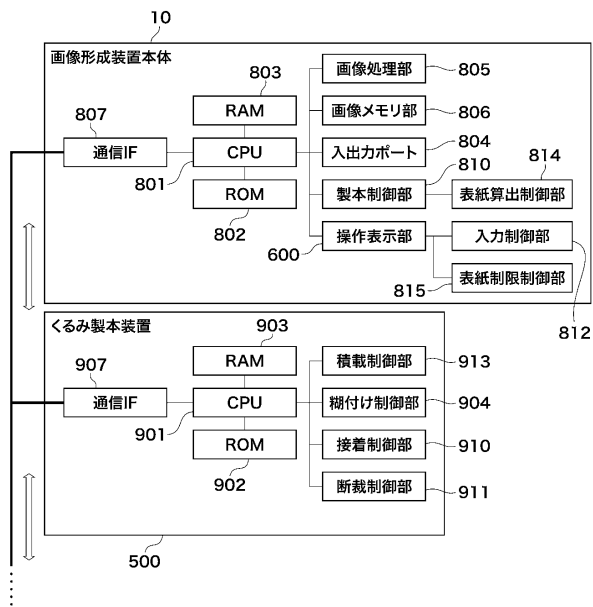 10
画像形成装置本体
803
画像処理部
805
RAM
画像メモリ部
806
807
通信IF
801
CPU
入出力ポート
804
ROM
802
製本制御部
810
表紙算出制御部
814
操作表示部
600
入力制御部
812
表紙制限制御部
815
くるみ製本装置
903
RAM
積載制御部
913
907
通信IF
901
CPU
糊付け制御部
904
ROM
902
接着制御部
910
断裁制御部
911
500